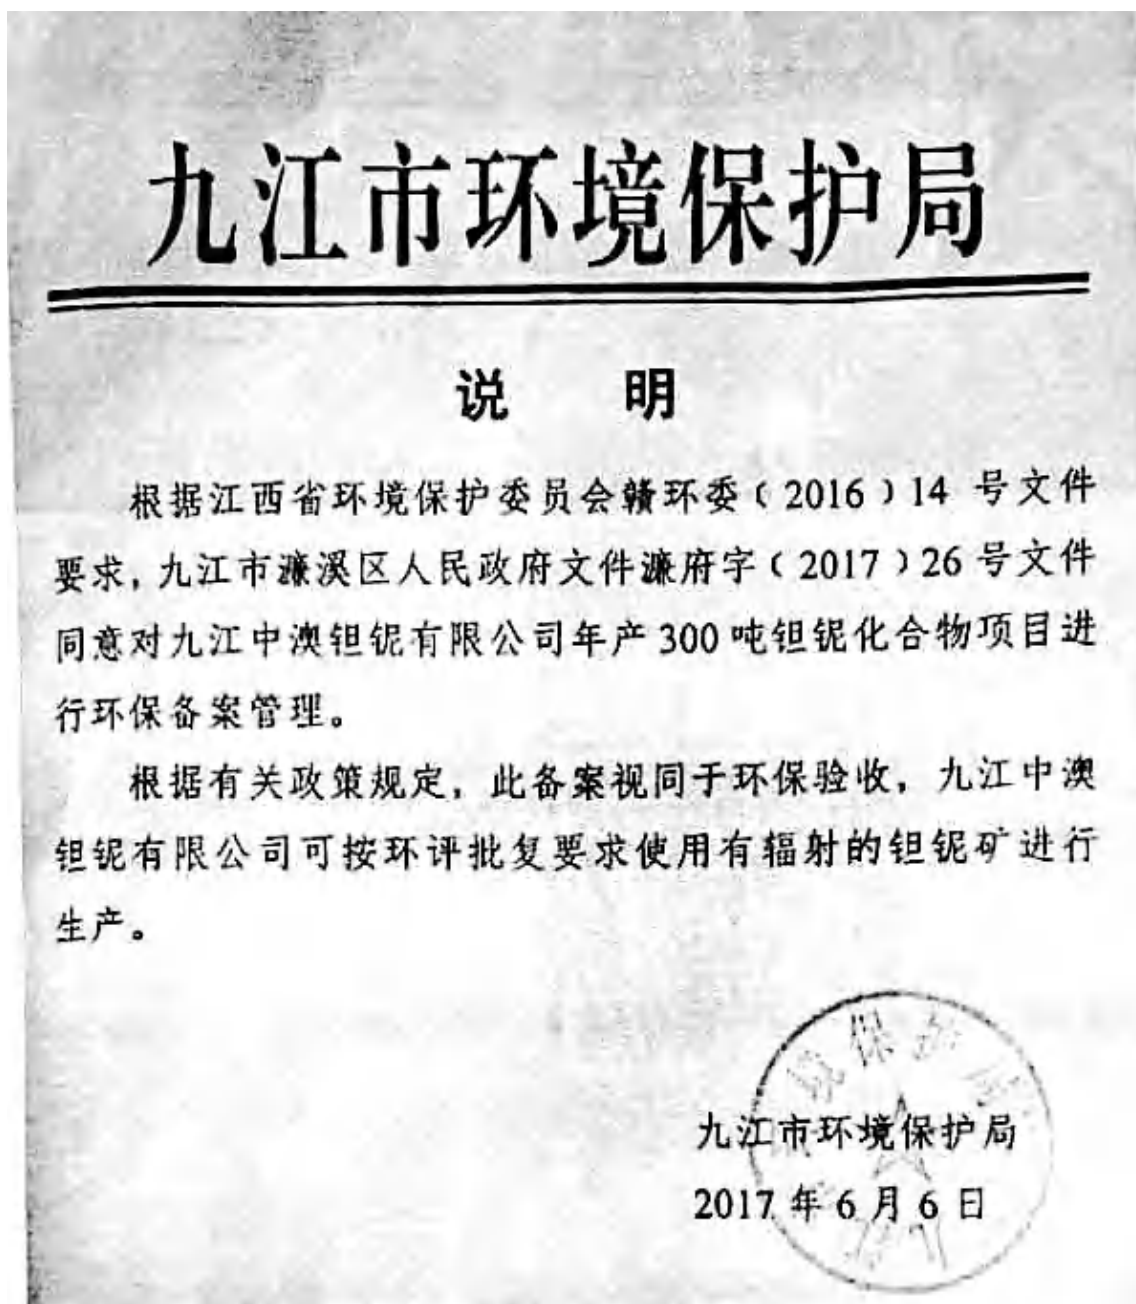 九江市环境保护局
说 明
根据江西省环境保护委员会赣环委（2016）14 号文件
要求，九江市濂溪区人民政府文件濂府字（2017）26 号文件
同意对九江中澳钽铌有限公司年产 300 吨钽铌化合物项目进
行环保备案管理。
根据有关政策规定，此备案视同于环保验收，九江中澳
钽铌有限公司可按环评批复要求使用有辐射的钽铌矿进行
生产。
境保护局
九江市环境保护局
2017 年 6 月 6 日